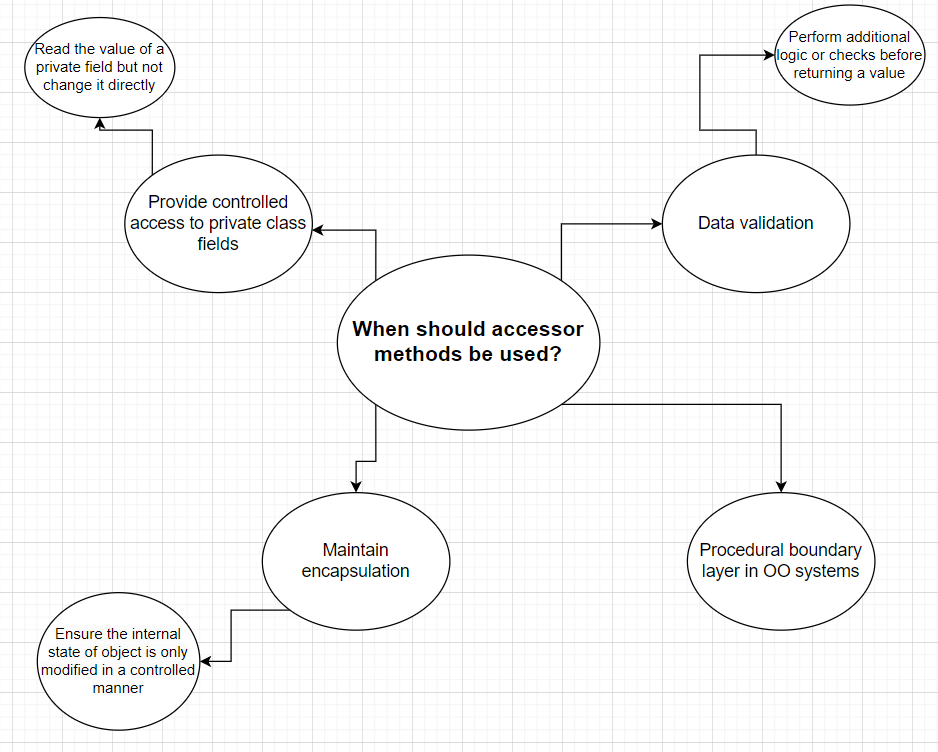 Read the value of a
private field but not
change it directly
Perform additional
logic or checks before
returning a value
Provide controlled
access to private class
fields
Data validation
When should accessor
methods be used?
Maintain
encapsulation
Procedural boundary
layer in OO systems
Ensure the internal
state of object is only
modified in a controlled
manner